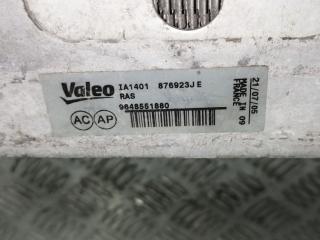 Valeo IA1401 876923J E
RAS
9648551880
AC AP
21/07/05
MADE IN
FRANCE 09